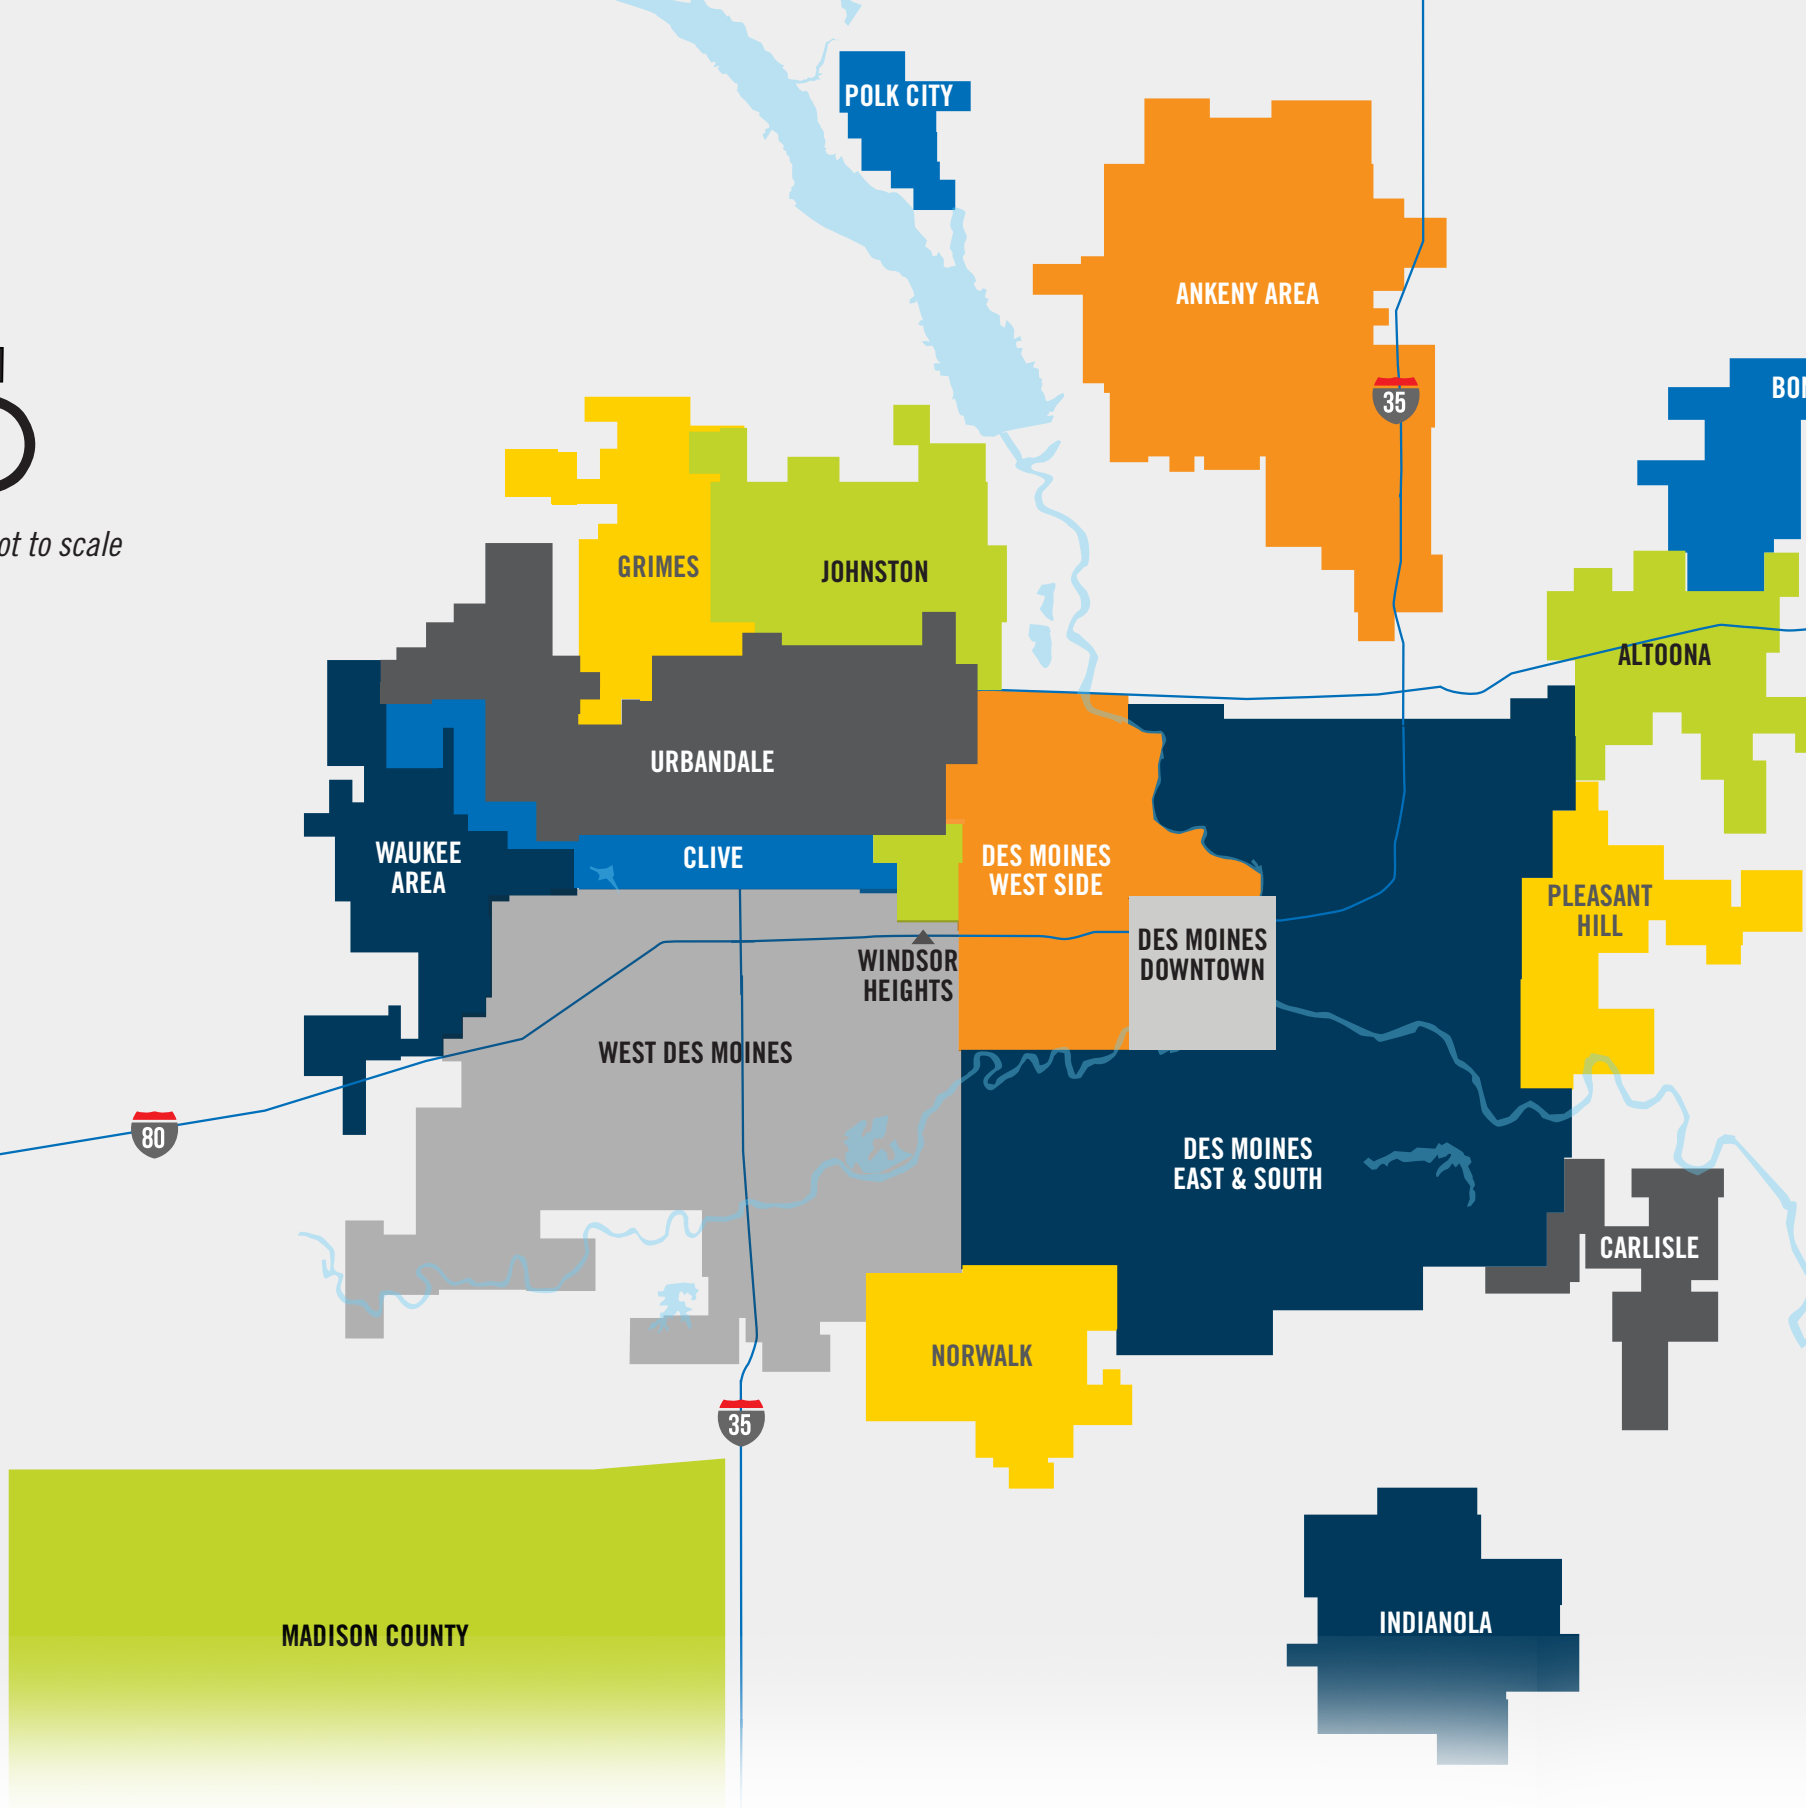 POLK CITY
ANKENY AREA
35
ot to scale
GRIMES
JOHNSTON
ALTOONA
URBANDALE
WAUKEE
AREA
CLIVE
DES MOINES
WEST SIDE
PLEASANT
HILL
DES MOINES
DOWNTOWN
WINDSOR
HEIGHTS
WEST DES MOINES
80
DES MOINES
EAST & SOUTH
CARLISLE
NORWALK
35
MADISON COUNTY
INDIANOLA